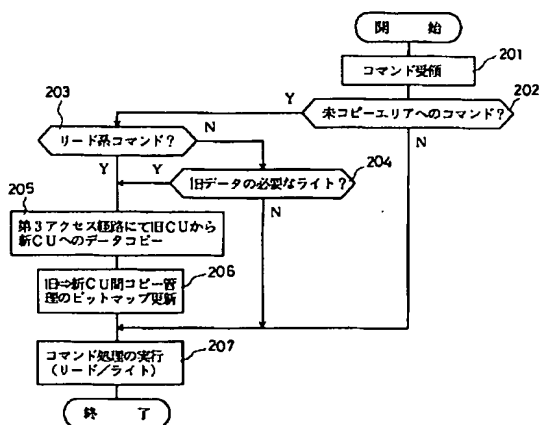 開 始
201
コマンド受領
202
未コピーエリアへのコマンド?
Y
N
203
リード系コマンド?
N
Y
204
旧データの必要なライト?
Y
N
205
第3アクセス経路にて旧CUから
新CUへのデータコピー
206
旧⇒新CU間コピー管
理のビットマップ更新
207
コマンド処理の実行
(リード/ライト)
終 了